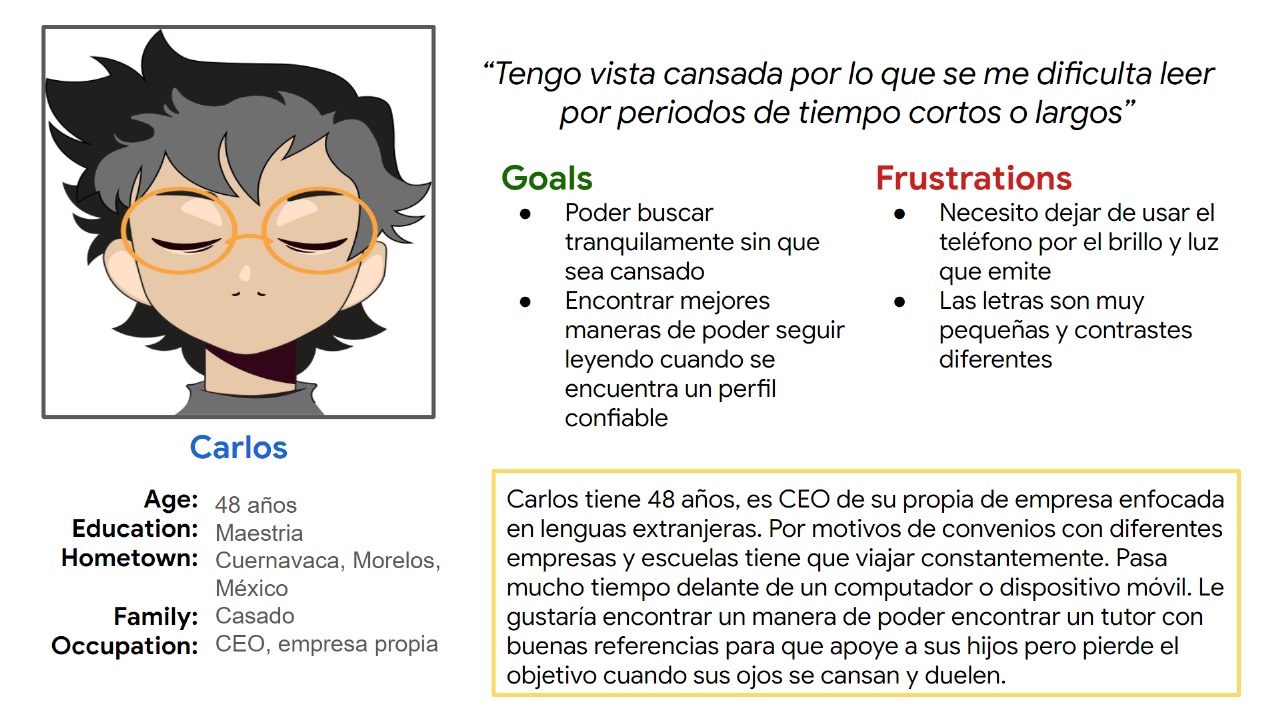 “Tengo vista cansada por lo que se me dificulta leer
por periodos de tiempo cortos o largos”
Goals
● Poder buscar
tranquilamente sin que
sea cansado
● Encontrar mejores
maneras de poder seguir
leyendo cuando se
encuentra un perfil
confiable
Frustrations
● Necesito dejar de usar el
teléfono por el brillo y luz
que emite
● Las letras son muy
pequeñas y contrastes
diferentes
Carlos
Age: 48 años
Education: Maestria
Hometown: Cuernavaca, Morelos,
México
Family: Casado
Occupation: CEO, empresa propia
Carlos tiene 48 años, es CEO de su propia de empresa enfocada
en lenguas extranjeras. Por motivos de convenios con diferentes
empresas y escuelas tiene que viajar constantemente. Pasa
mucho tiempo delante de un computador o dispositivo móvil. Le
gustaría encontrar un manera de poder encontrar un tutor con
buenas referencias para que apoye a sus hijos pero pierde el
objetivo cuando sus ojos se cansan y duelen.